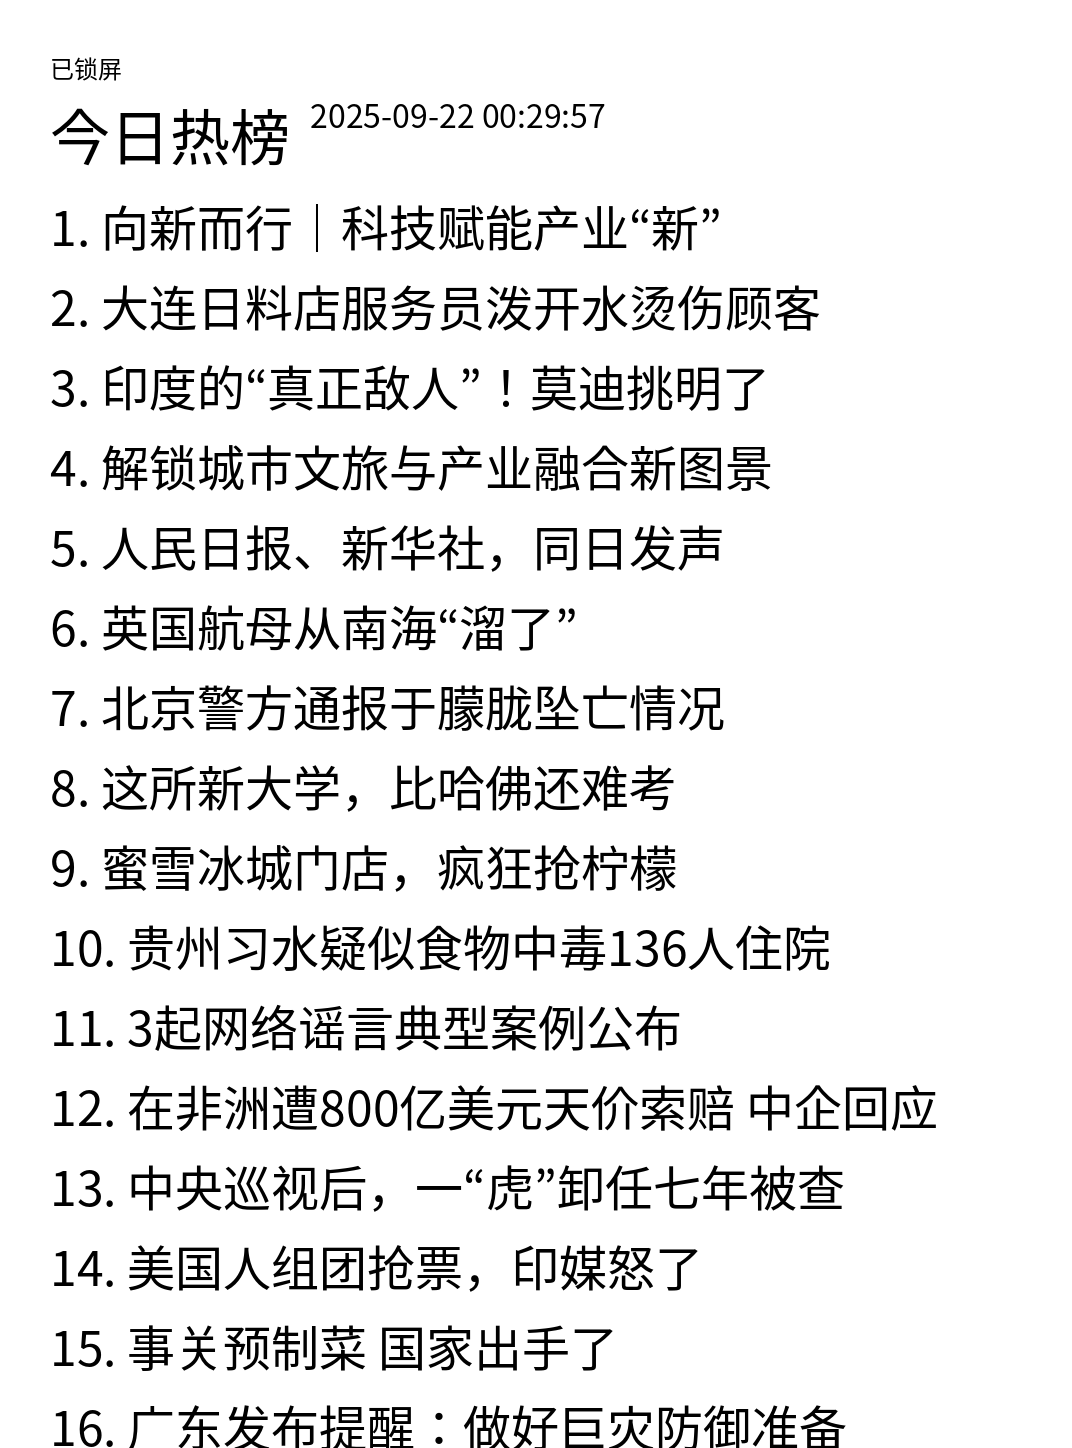 已锁屏
今日热榜 2025-09-22 00:29:57
1. 向新而行｜科技赋能产业“新”
2. 大连日料店服务员泼开水烫伤顾客
3. 印度的“真正敌人”！莫迪挑明了
4. 解锁城市文旅与产业融合新图景
5. 人民日报、新华社，同日发声
6. 英国航母从南海“溜了”
7. 北京警方通报于朦胧坠亡情况
8. 这所新大学，比哈佛还难考
9. 蜜雪冰城门店，疯狂抢柠檬
10. 贵州习水疑似食物中毒136人住院
11. 3起网络谣言典型案例公布
12. 在非洲遭800亿美元天价索赔 中企回应
13. 中央巡视后，一“虎”卸任七年被查
14. 美国人组团抢票，印媒怒了
15. 事关预制菜 国家出手了
16. 广东发布提醒：做好巨灾防御准备